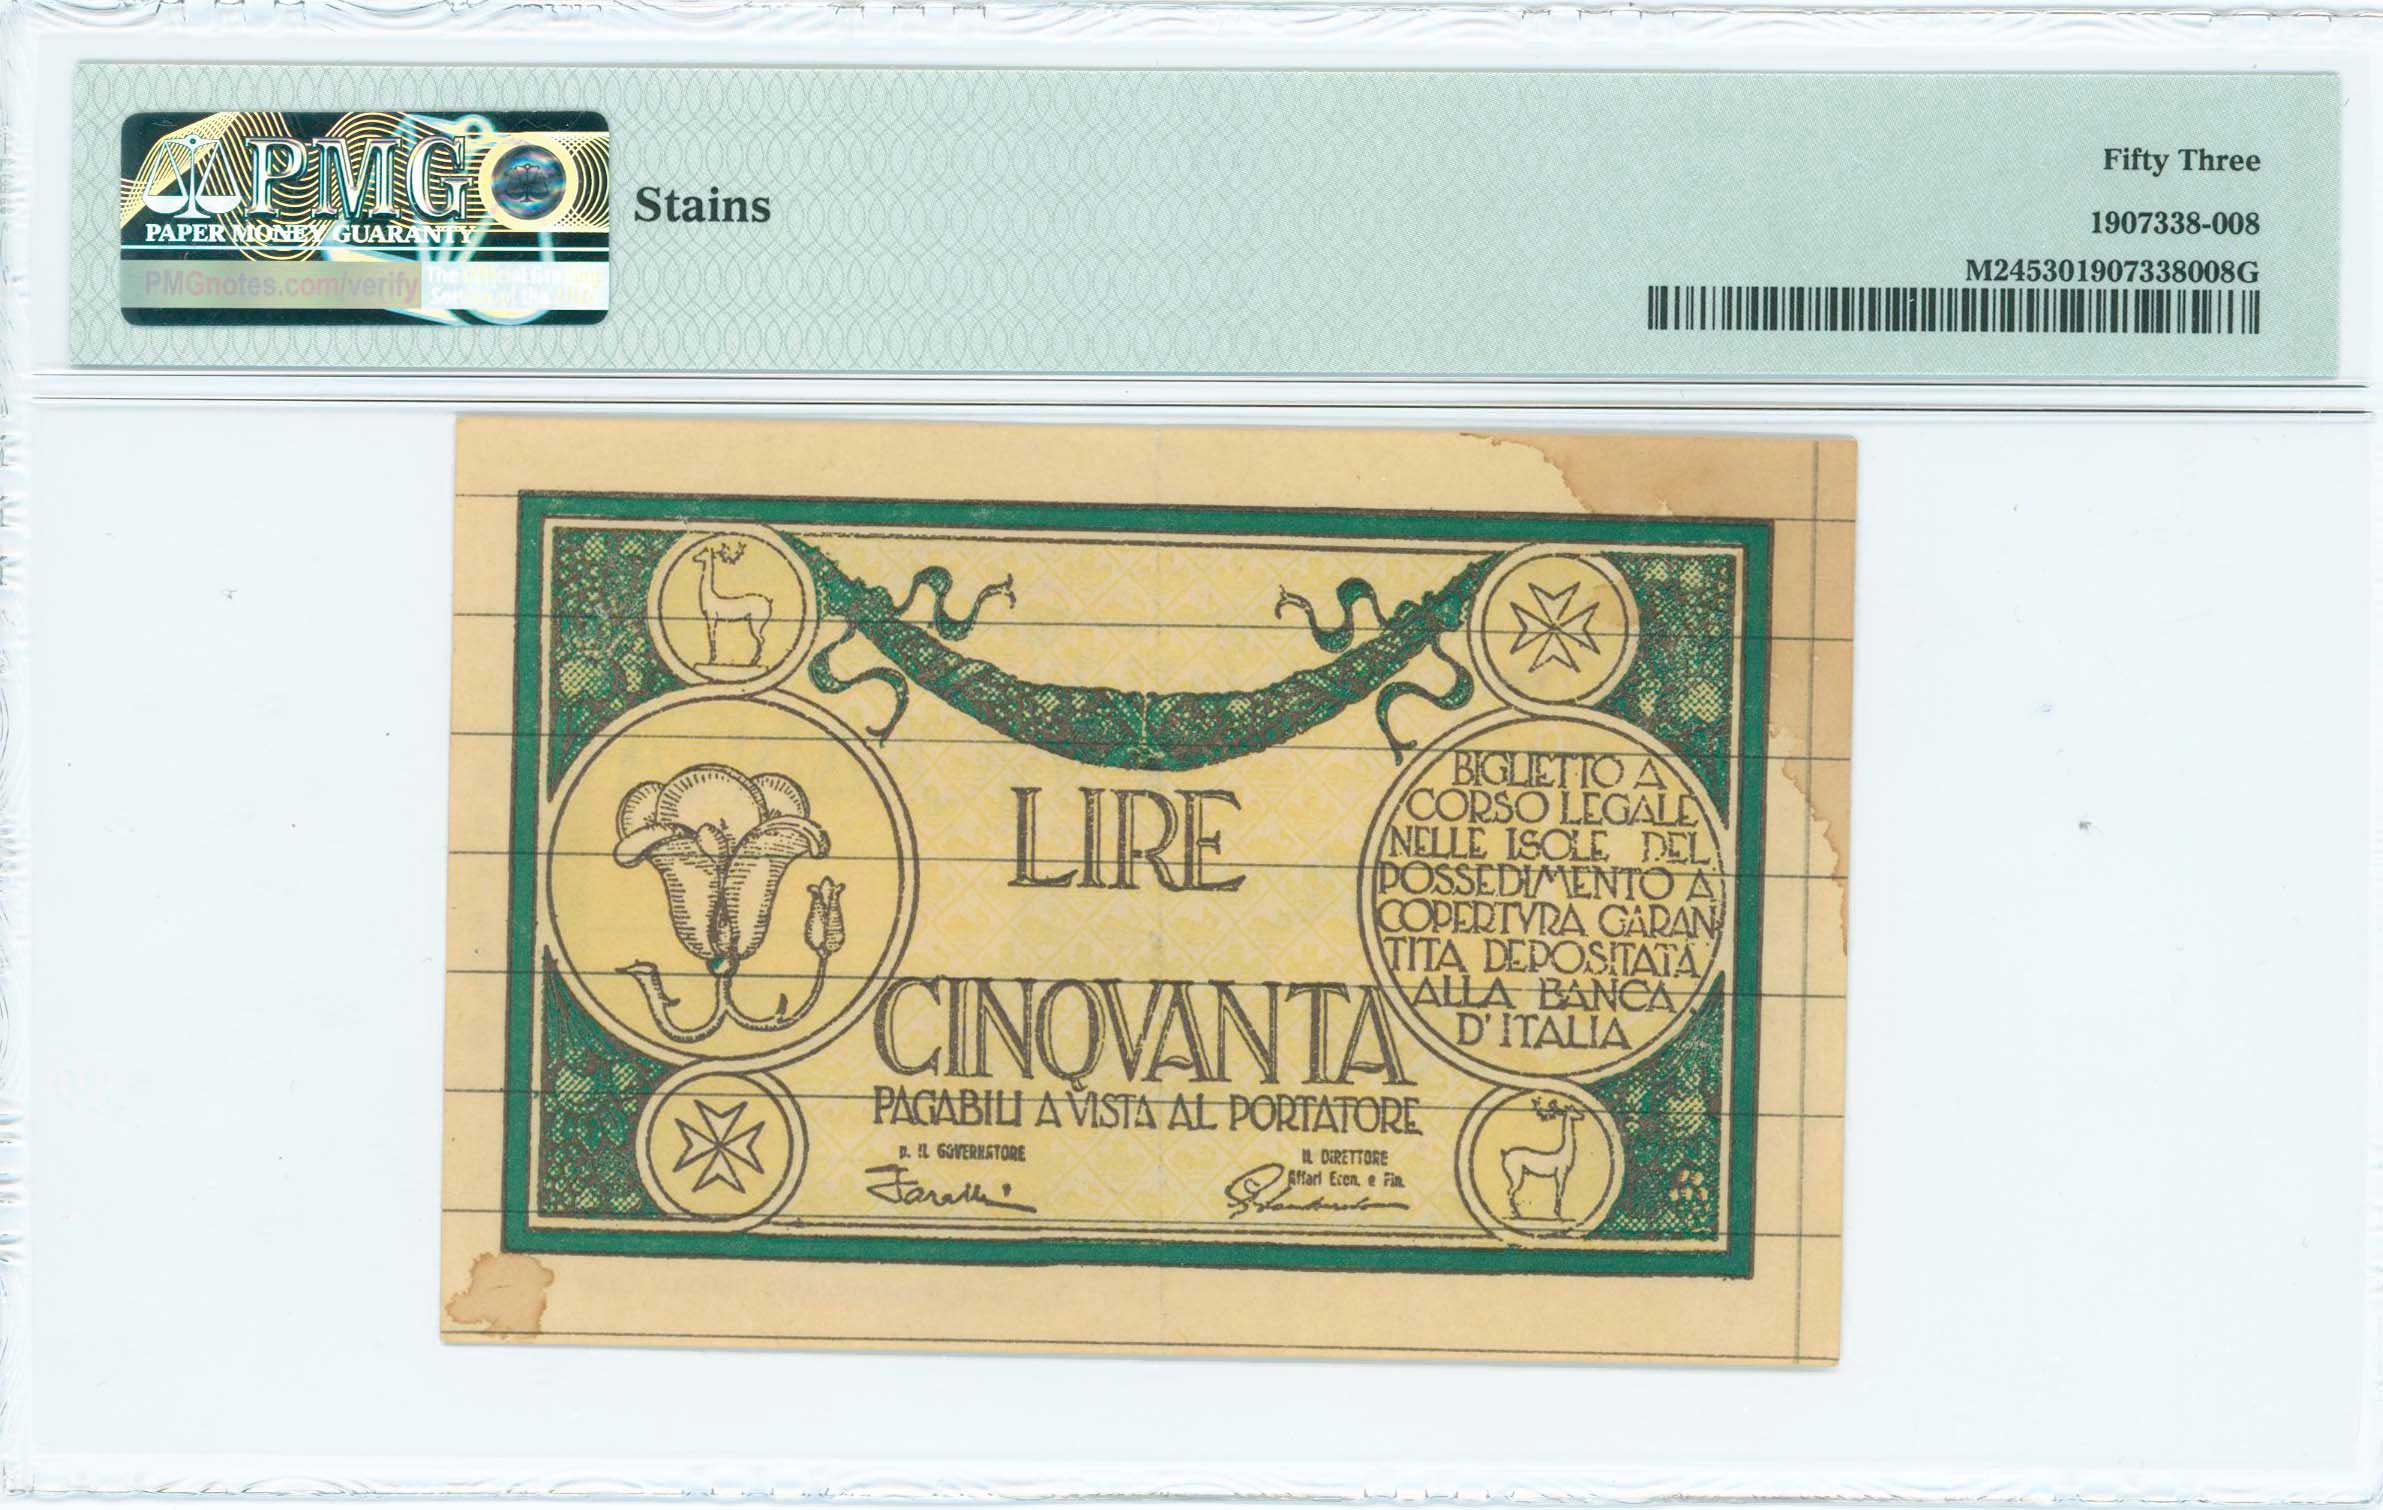 PMG
PAPER MONEY GUARANTY
PMGnotes.com/verify
Stains
Fifty Three
1907338-008
M245301907338008G
LIRE
CINQVANTA
PAGABILI A VISTA AL PORTATORE
P. IL GOVERNATORE
IL DIRETTORE
Affari Econ. e Fin.
BIGLIETTO A
CORSO LEGALE
NELLE ISOLE DEL
POSSEDIMENTO A
COPERTVRA GARAN
TITA DEPOSITATA
ALLA BANCA
D'ITALIA